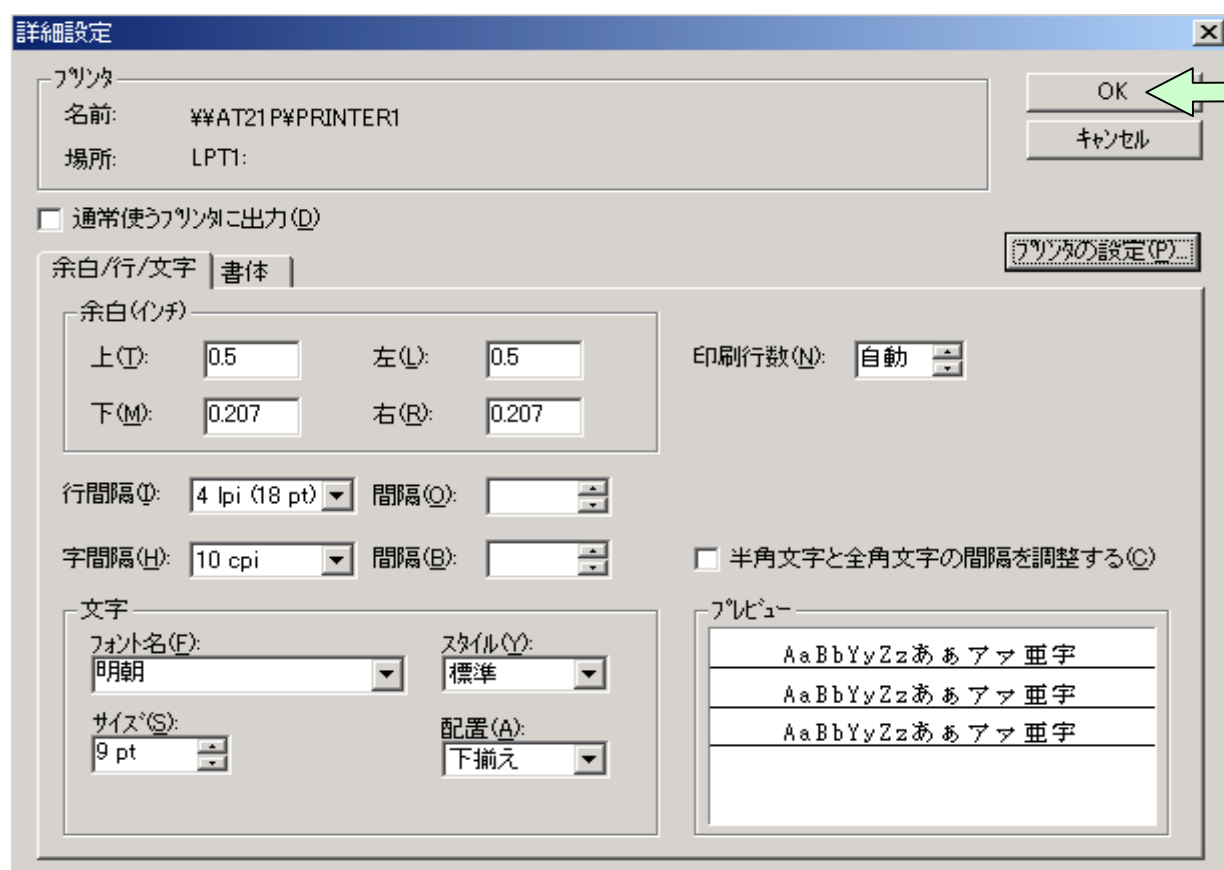 詳細設定
プリンタ
名前: ¥¥AT21P¥PRINTER1
場所: LPT1:
OK
キャンセル
通常使うプリンタに出力(D)
プリンタの設定(P)...
余白/行/文字 書体
余白(インチ)
上(T): 0.5 左(L): 0.5
下(M): 0.207 右(R): 0.207
印刷行数(N): 自動
行間隔(I): 4 lpi (18 pt) 間隔(O):
字間隔(H): 10 cpi 間隔(B):
半角文字と全角文字の間隔を調整する(C)
文字
フォント名(F): スタイル(Y):
明朝 標準
サイズ(S): 配置(A):
9 pt 下揃え
プレビュー
AaBbYyZzあぁアァ亜宇
AaBbYyZzあぁアァ亜宇
AaBbYyZzあぁアァ亜宇